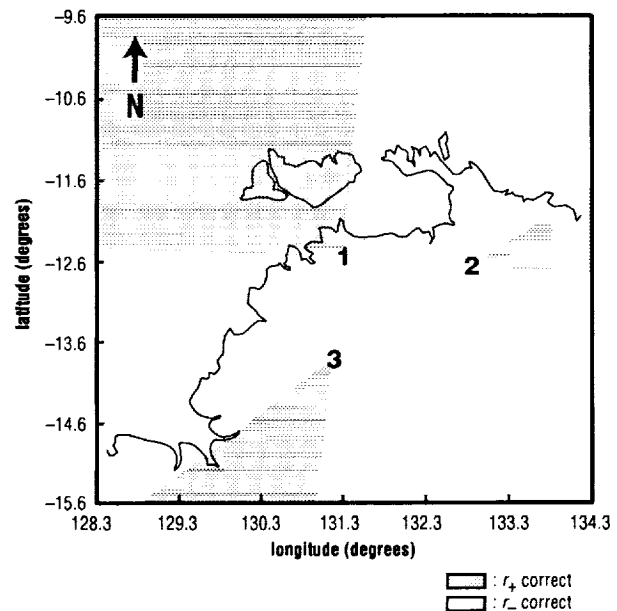 −9.6
−10.6
−11.6
−12.6
−13.6
−14.6
−15.6
latitude (degrees)
N
1
2
3
128.3 129.3 130.3 131.3 132.3 133.3 134.3
longitude (degrees)
: r+ correct
: r− correct